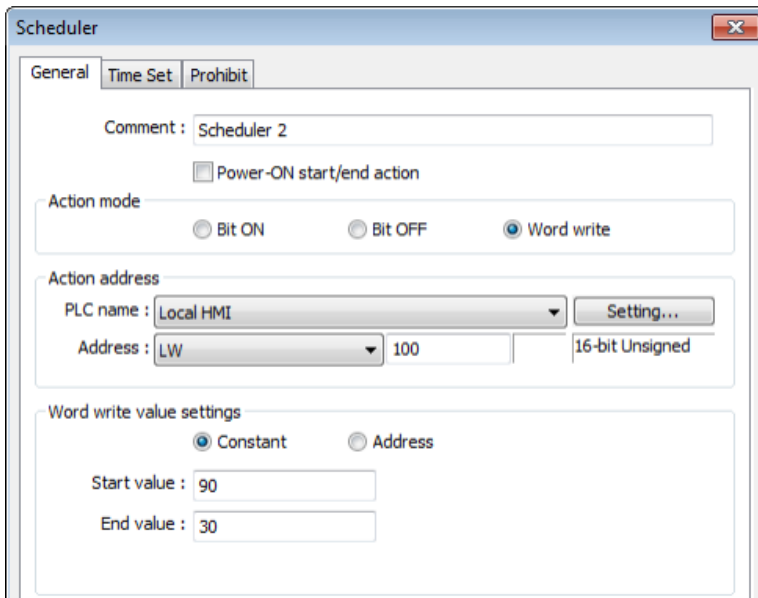 Scheduler
General Time Set Prohibit
Comment : Scheduler 2
Power-ON start/end action
Action mode
Bit ON Bit OFF Word write
Action address
PLC name : Local HMI Setting...
Address : LW 100 16-bit Unsigned
Word write value settings
Constant Address
Start value : 90
End value : 30